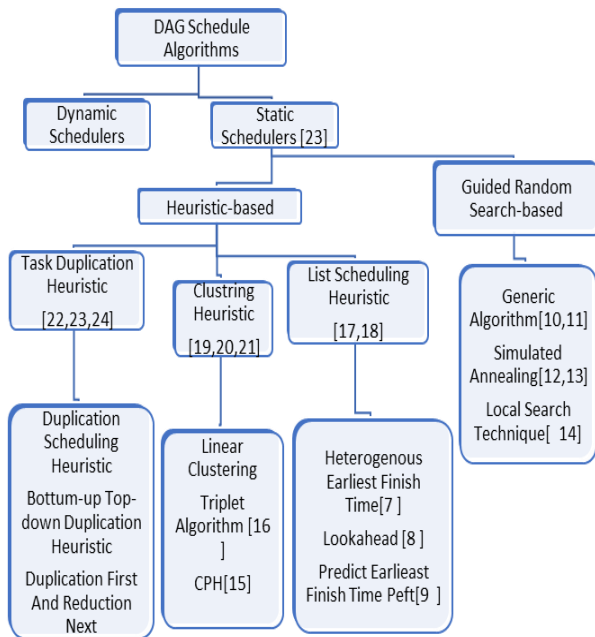 DAG Schedule
Algorithms
Dynamic
Schedulers
Static
Schedulers [23]
Heuristic-based
Guided Random
Search-based
Task Duplication
Heuristic
[22,23,24]
Clustring
Heuristic
[19,20,21]
List Scheduling
Heuristic
[17,18]
Generic
Algorithm[10,11]
Simulated
Annealing[12,13]
Local Search
Technique[ 14]
Duplication
Scheduling
Heuristic
Bottum-up Top-
down Duplication
Heuristic
Duplication First
And Reduction
Next
Linear
Clustering
Triplet
Algorithm [16
]
CPH[15]
Heterogenous
Earliest Finish
Time[7 ]
Lookahead [8 ]
Predict Earlieast
Finish Time Peft[9 ]